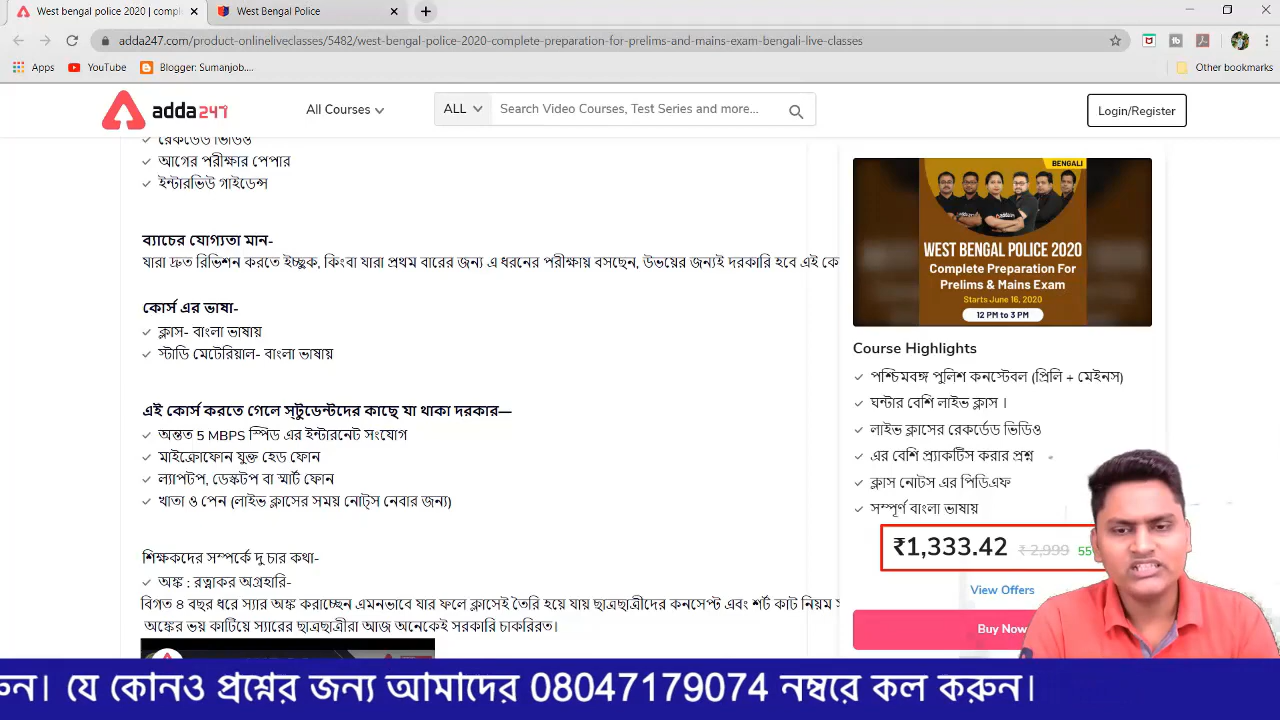 West bengal police 2020 | compl
West Bengal Police
adda247.com/product-onlineliveclasses/5482/west-bengal-police-2020-complete-preparation-for-prelims-and-mains-exam-bengali-live-classes
Apps
YouTube
Blogger: Sumanjob....
Other bookmarks
adda247
All Courses
ALL
Search Video Courses, Test Series and more...
Login/Register
রেকর্ডেড ভিডিও
আগের পরীক্ষার পেপার
ইন্টারভিউ গাইডেন্স
ব্যাচের যোগ্যতা মান-
যারা দ্রুত রিভিশন করতে ইচ্ছুক, কিংবা যারা প্রথম বারের জন্য এ ধরনের পরীক্ষায় বসছেন, উভয়ের জন্যই দরকারি হবে এই কো
কোর্স এর ভাষা-
ক্লাস- বাংলা ভাষায়
স্টাডি মেটেরিয়াল- বাংলা ভাষায়
এই কোর্স করতে গেলে সটুডেন্টদের কাছে যা থাকা দরকার—
অন্তত 5 MBPS স্পিড এর ইন্টারনেট সংযোগ
মাইক্রোফোন যুক্ত হেড ফোন
ল্যাপটপ, ডেস্কটপ বা স্মার্ট ফোন
খাতা ও পেন (লাইভ ক্লাসের সময় নোট্স নেবার জন্য)
শিক্ষকদের সম্পর্কে দু চার কথা-
অঙ্ক : রত্নাকর অগ্রহারি-
বিগত ৪ বছর ধরে স্যার অঙ্ক করাচ্ছেন এমনভাবে যার ফলে ক্লাসেই তৈরি হয়ে যায় ছাত্রছাত্রীদের কনসেপ্ট এবং শর্ট কাট নিয়ম
অঙ্কের ভয় কাটিয়ে স্যারের ছাত্রছাত্রীরা আজ অনেকেই সরকারি চাকরিরত।
BENGALI
WEST BENGAL POLICE 2020
Complete Preparation For
Prelims & Mains Exam
Starts June 16, 2020
12 PM to 3 PM
Course Highlights
পশ্চিমবঙ্গ পুলিশ কনস্টেবল (প্রিলি + মেইনস)
ঘন্টার বেশি লাইভ ক্লাস ।
লাইভ ক্লাসের রেকর্ডেড ভিডিও
এর বেশি প্র্যাকটিস করার প্রশ্ন
ক্লাস নোটস এর পিডিএফ
সম্পূর্ণ বাংলা ভাষায়
₹1,333.42 ₹ 2,999 55
View Offers
Buy Now
রুন। যে কোনও প্রশ্নের জন্য আমাদের 08047179074 নম্বরে কল করুন।